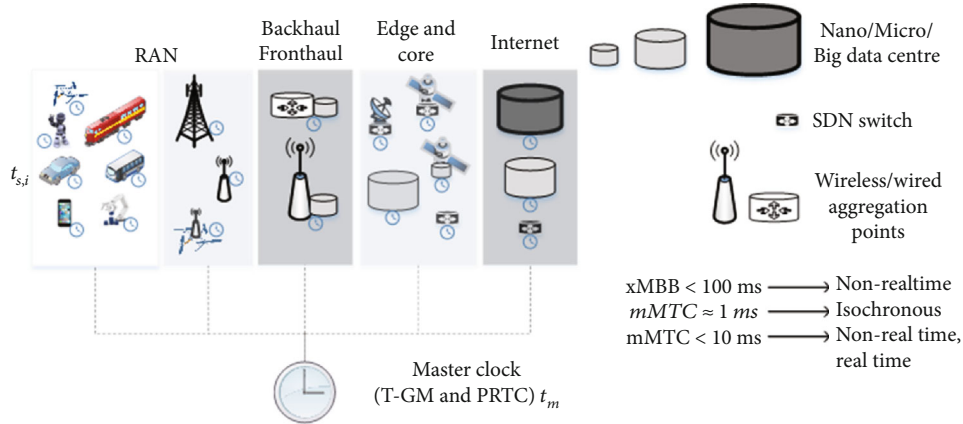 RAN
Backhaul
Fronthaul
Edge and
core
Internet
t_{s,i}
Master clock
(T-GM and PRTC) t_m
Nano/Micro/
Big data centre
SDN switch
Wireless/wired
aggregation
points
xMBB < 100 ms → Non-realtime
mMTC ≈ 1 ms → Isochronous
mMTC < 10 ms → Non-real time,
real time